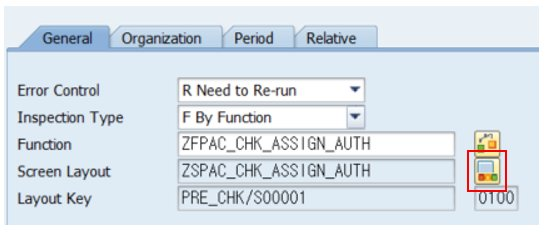 General Organization Period Relative
Error Control R Need to Re-run
Inspection Type F By Function
Function ZFPAC_CHK_ASSIGN_AUTH
Screen Layout ZSPAC_CHK_ASSIGN_AUTH
Layout Key PRE_CHK/S00001 0100